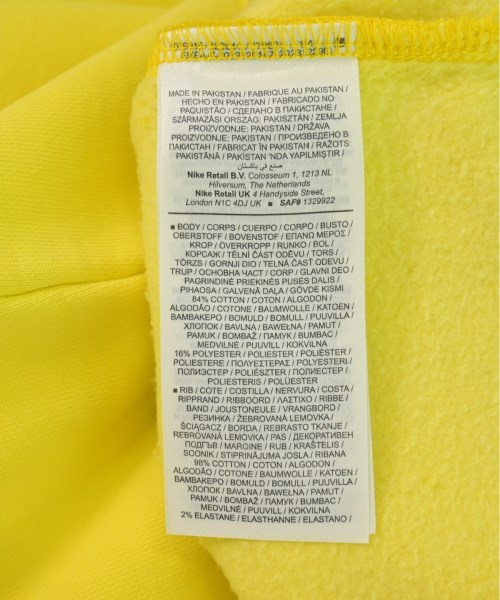 MADE IN PAKISTAN / FABRIQUE AU PAKISTAN /
HECHO EN PAKISTAN / FABRICADO NO
PAQUISTÃO / СДЕЛАНО В ПАКИСТАНЕ /
SZÁRMAZÁSI ORSZÁG: PAKISZTÁN / ZEMLJA
PROIZVODNJE: PAKISTAN / DRŽAVA
PROIZVODNJE: PAKISTAN / ПРОИЗВЕДЕНО В
ПАКИСТАН / FABRICAT ÎN PAKISTAN / RAŽOTS:
PAKISTĀNĀ / PAKİSTAN 'NDA YAPILMIŞTIR /
صنع في باكستان
Nike Retail B.V. Colosseum 1, 1213 NL
Hilversum, The Netherlands
Nike Retail UK 4 Handyside Street,
London N1C 4DJ UK ■ SAF# 1329922
■ BODY / CORPS / CUERPO / CORPO / BUSTO /
OBERSTOFF / BOVENSTOF / ΕΠΑΝΩ ΜΕΡΟΣ /
KROP / ÖVERKROPP / RUNKO / BOL /
КОРСАЖ / TĚLNÍ ČÁST ODĚVU / TORS /
TÖRZS / GORNJI DIO / TELNÁ ČASŤ ODEVU /
TRUP / ОСНОВНА ЧАСТ / CORP / GLAVNI DEO /
PAGRINDINĖ PRIEKINĖS PUSĖS DALIS /
PIHAOSA / GALVENĀ DAĻA / GÖVDE KISMI
84% COTTON / COTON / ALGODÓN /
ALGODÃO / COTONE / BAUMWOLLE / KATOEN /
ΒΑΜΒΑΚΕΡΟ / BOMULD / BOMULL / PUUVILLA /
ХЛОПОК / BAVLNA / BAWEŁNA / PAMUT /
PAMUK / BOMBAŽ / ПАМУК / BUMBAC /
MEDVILNĖ / PUUVILL / KOKVILNA
16% POLYESTER / POLIESTER / POLIÉSTER /
POLIESTERE / ΠΟΛΥΕΣΤΕΡΑΣ / POLYESTERI /
ПОЛИЭСТЕР / POLIÉSZTER / ПОЛИЕСТЕР /
POLIESTERIS / POLÜESTER
■ RIB / COTE / COSTILLA / NERVURA / COSTA /
RIPPRAND / RIBBOORD / ΛΑΣΤΙΧΟ / RIBBE /
BAND / JOUSTONEULE / VRANGBORD /
РЕЗИНКА / ŽEBROVANÁ LEMOVKA /
ŚCIĄGACZ / BORDA / REBRASTO TKANJE /
REBROVANÁ LEMOVKA / PAS / ДЕКОРАТИВЕН
ПОДГЪВ / MARGINE / RUB / KRAŠTELIS /
SOONIK / STIPRINĀJUMA JOSLA / RIBANA
98% COTTON / COTON / ALGODÓN /
ALGODÃO / COTONE / BAUMWOLLE / KATOEN /
ΒΑΜΒΑΚΕΡΟ / BOMULD / BOMULL / PUUVILLA /
ХЛОПОК / BAVLNA / BAWEŁNA / PAMUT /
PAMUK / BOMBAŽ / ПАМУК / BUMBAC /
MEDVILNĖ / PUUVILL / KOKVILNA
2% ELASTANE / ELASTHANNE / ELASTANO /